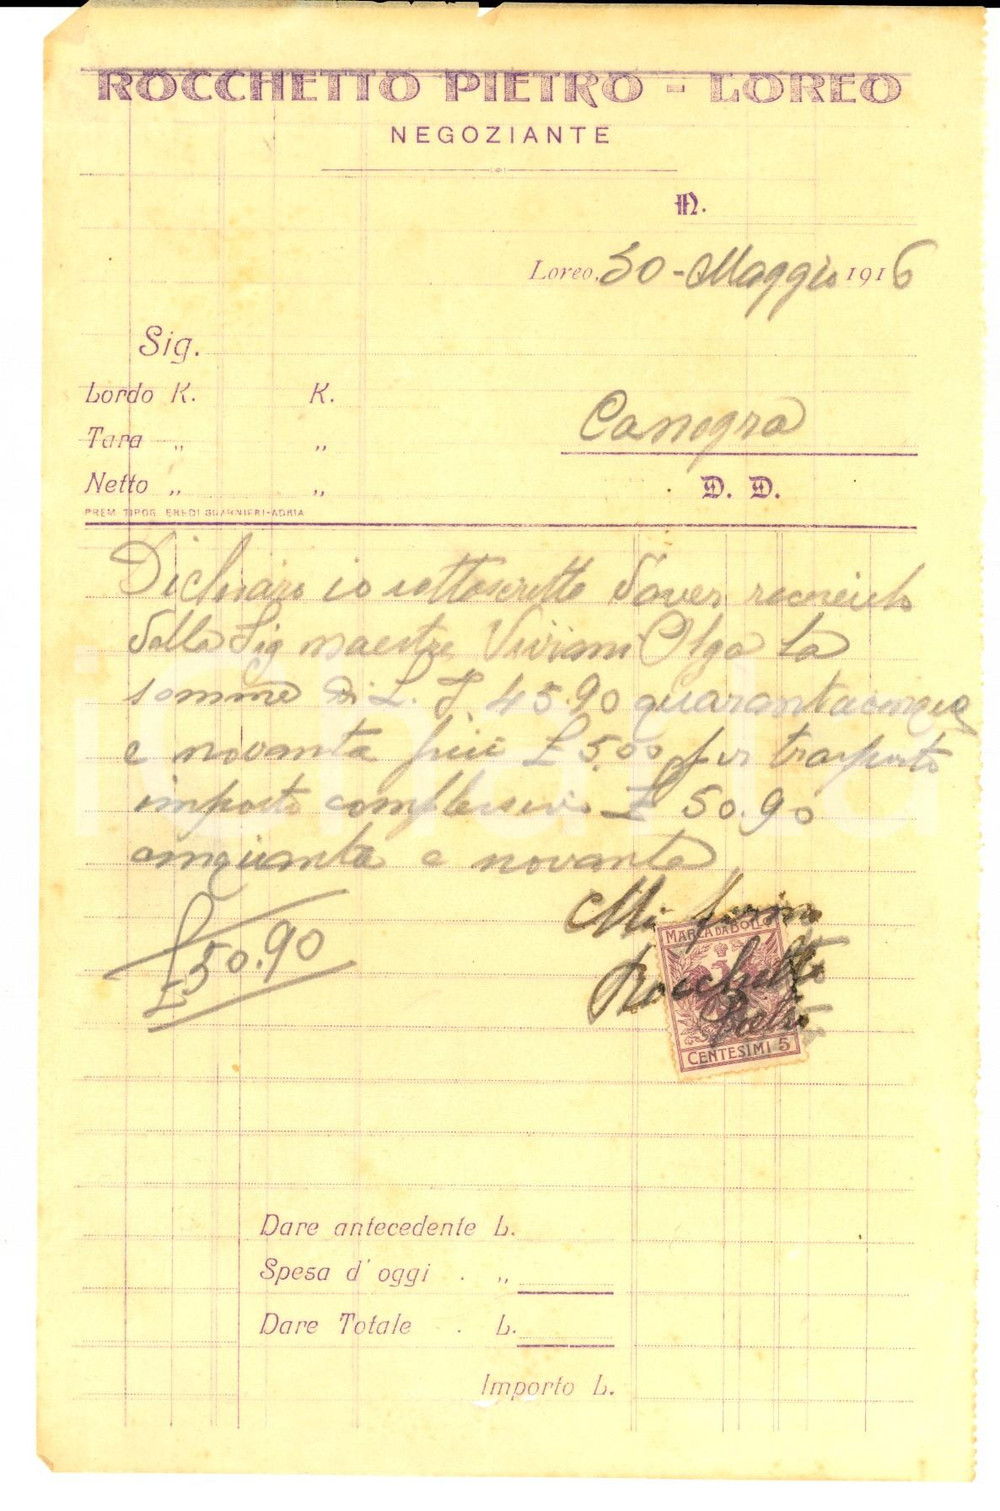 ROCCHETTO PIETRO - LOREO
NEGOZIANTE
N.
Loreo, 30 - Maggio 1916
Sig.
Lordo K. K.
Canegra
Tara „ „
Netto „ „
D. D.
PREM. TIPOG. EREDI GUARNIERI-ADRIA
Dichiaro io sottoscritto d'aver ricevuto
dalla Sig maestra Viviani Olga la
somma di L. 45.90 quarantacinque
e novanta più £ 5.00 per trasporto
importo complessivo £ 50.90
cinquanta e novanta
£ 50.90
Mi firmo
MARCA DA BOLLO
Rocchetto
Pietro
CENTESIMI 5
Dare antecedente L.
Spesa d'oggi . „
Dare Totale . L.
Importo L.